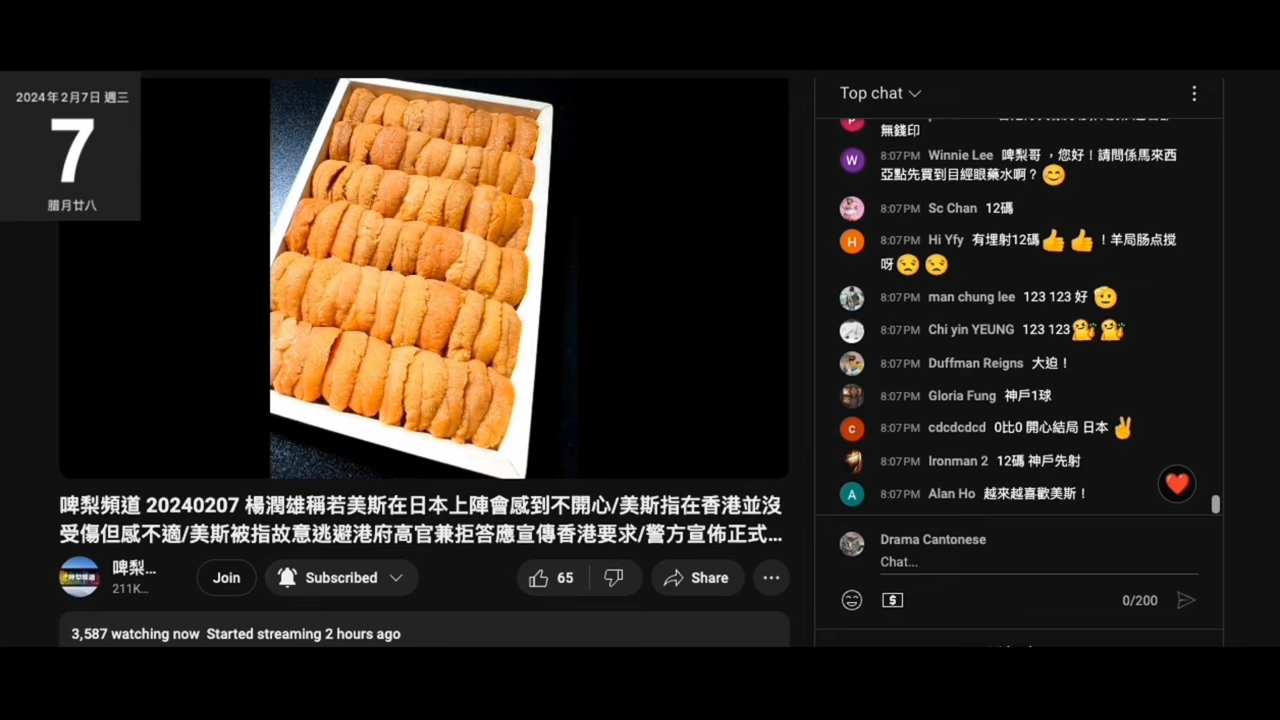 2024年2月7日 週三
7
腊月廿八
啤梨頻道 20240207 楊潤雄稱若美斯在日本上陣會感到不開心/美斯指在香港並沒
受傷但感不適/美斯被指故意逃避港府高官兼拒答應宣傳香港要求/警方宣佈正式...
啤梨...
211K...
Join
Subscribed
65
Share
3,587 watching now Started streaming 2 hours ago
Top chat
無錢印
8:07PM Winnie Lee 啤梨哥 ，您好！請問係馬來西
亞點先買到目經眼藥水啊？
8:07PM Sc Chan 12碼
8:07PM Hi Yfy 有埋射12碼 ！羊局肠点搅
呀
8:07PM man chung lee 123 123 好
8:07PM Chi yin YEUNG 123 123
8:07PM Duffman Reigns 大迫！
8:07PM Gloria Fung 神戶1球
8:07PM cdcdcdcd 0比0 開心結局 日本
8:07PM Ironman 2 12碼 神戶先射
8:07PM Alan Ho 越來越喜歡美斯！
Drama Cantonese
Chat...
0/200